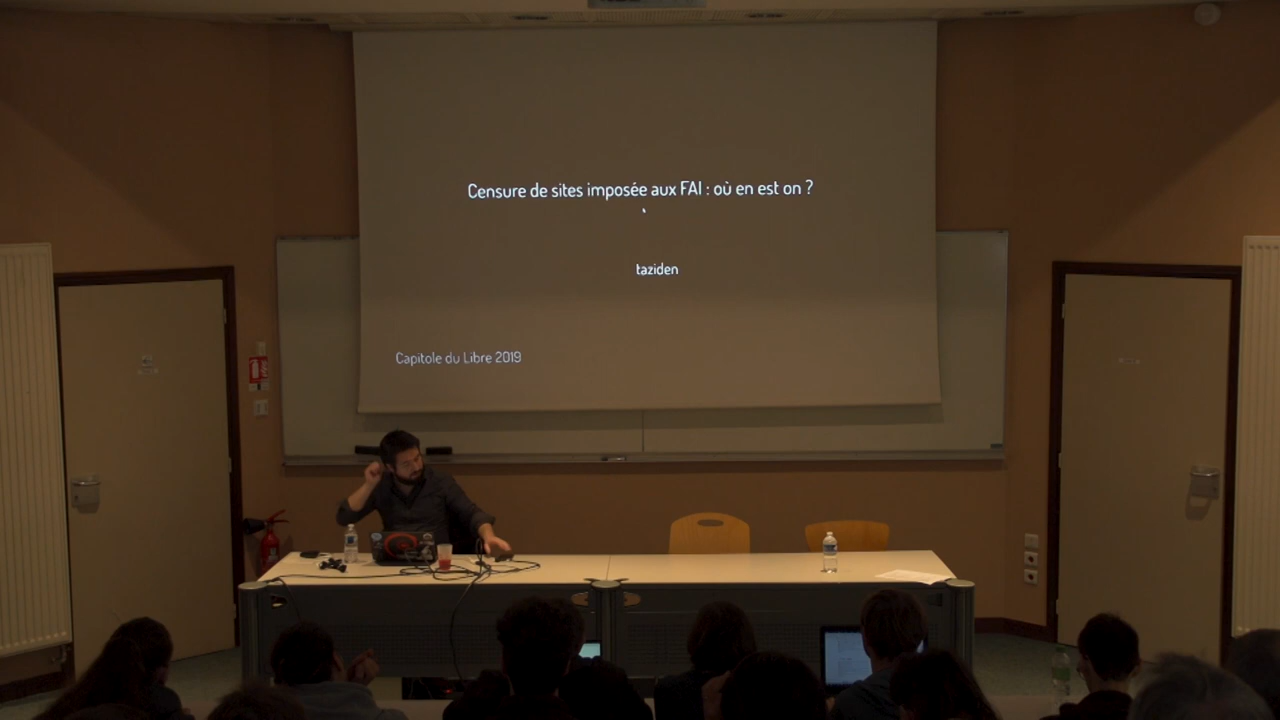 Censure de sites imposée aux FAI : où en est on ?
taziden
Capitole du Libre 2019